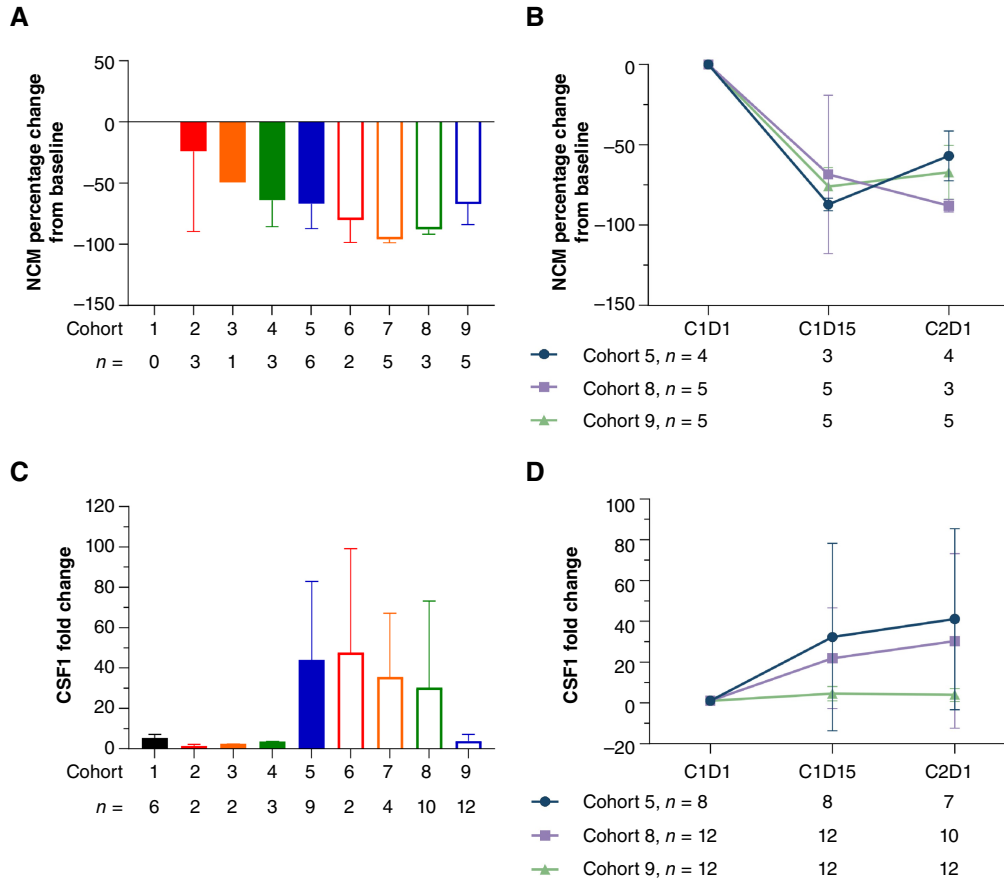 A
NCM percentage change
from baseline
50
0
−50
−100
−150
Cohort 1 2 3 4 5 6 7 8 9
n = 0 3 1 3 6 2 5 3 5
B
NCM percentage change
from baseline
0
−50
−100
−150
C1D1 C1D15 C2D1
Cohort 5, n = 4 3 4
Cohort 8, n = 5 5 3
Cohort 9, n = 5 5 5
C
CSF1 fold change
120
100
80
60
40
20
0
Cohort 1 2 3 4 5 6 7 8 9
n = 6 2 2 3 9 2 4 10 12
D
CSF1 fold change
100
80
60
40
20
0
−20
C1D1 C1D15 C2D1
Cohort 5, n = 8 8 7
Cohort 8, n = 12 12 10
Cohort 9, n = 12 12 12